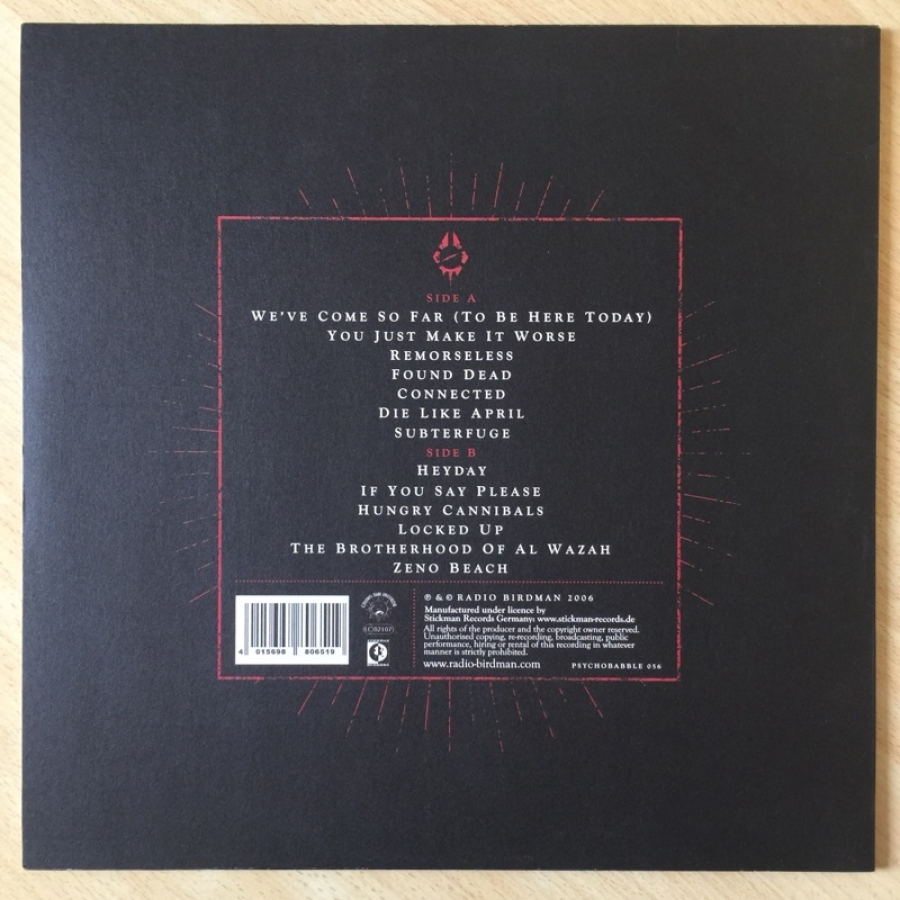 SIDE A
WE'VE COME SO FAR (TO BE HERE TODAY)
YOU JUST MAKE IT WORSE
REMORSELESS
FOUND DEAD
CONNECTED
DIE LIKE APRIL
SUBTERFUGE
SIDE B
HEYDAY
IF YOU SAY PLEASE
HUNGRY CANNIBALS
LOCKED UP
THE BROTHERHOOD OF AL WAZAH
ZENO BEACH
℗ & © RADIO BIRDMAN 2006
Manufactured under licence by
Stickman Records Germany: www.stickman-records.de
All rights of the producer and the copyright owner reserved.
Unauthorised copying, re-recording, broadcasting, public
performance, hiring or rental of this recording in whatever
manner is strictly prohibited.
www.radio-birdman.com PSYCHOBABBLE 056
4 015698 806519